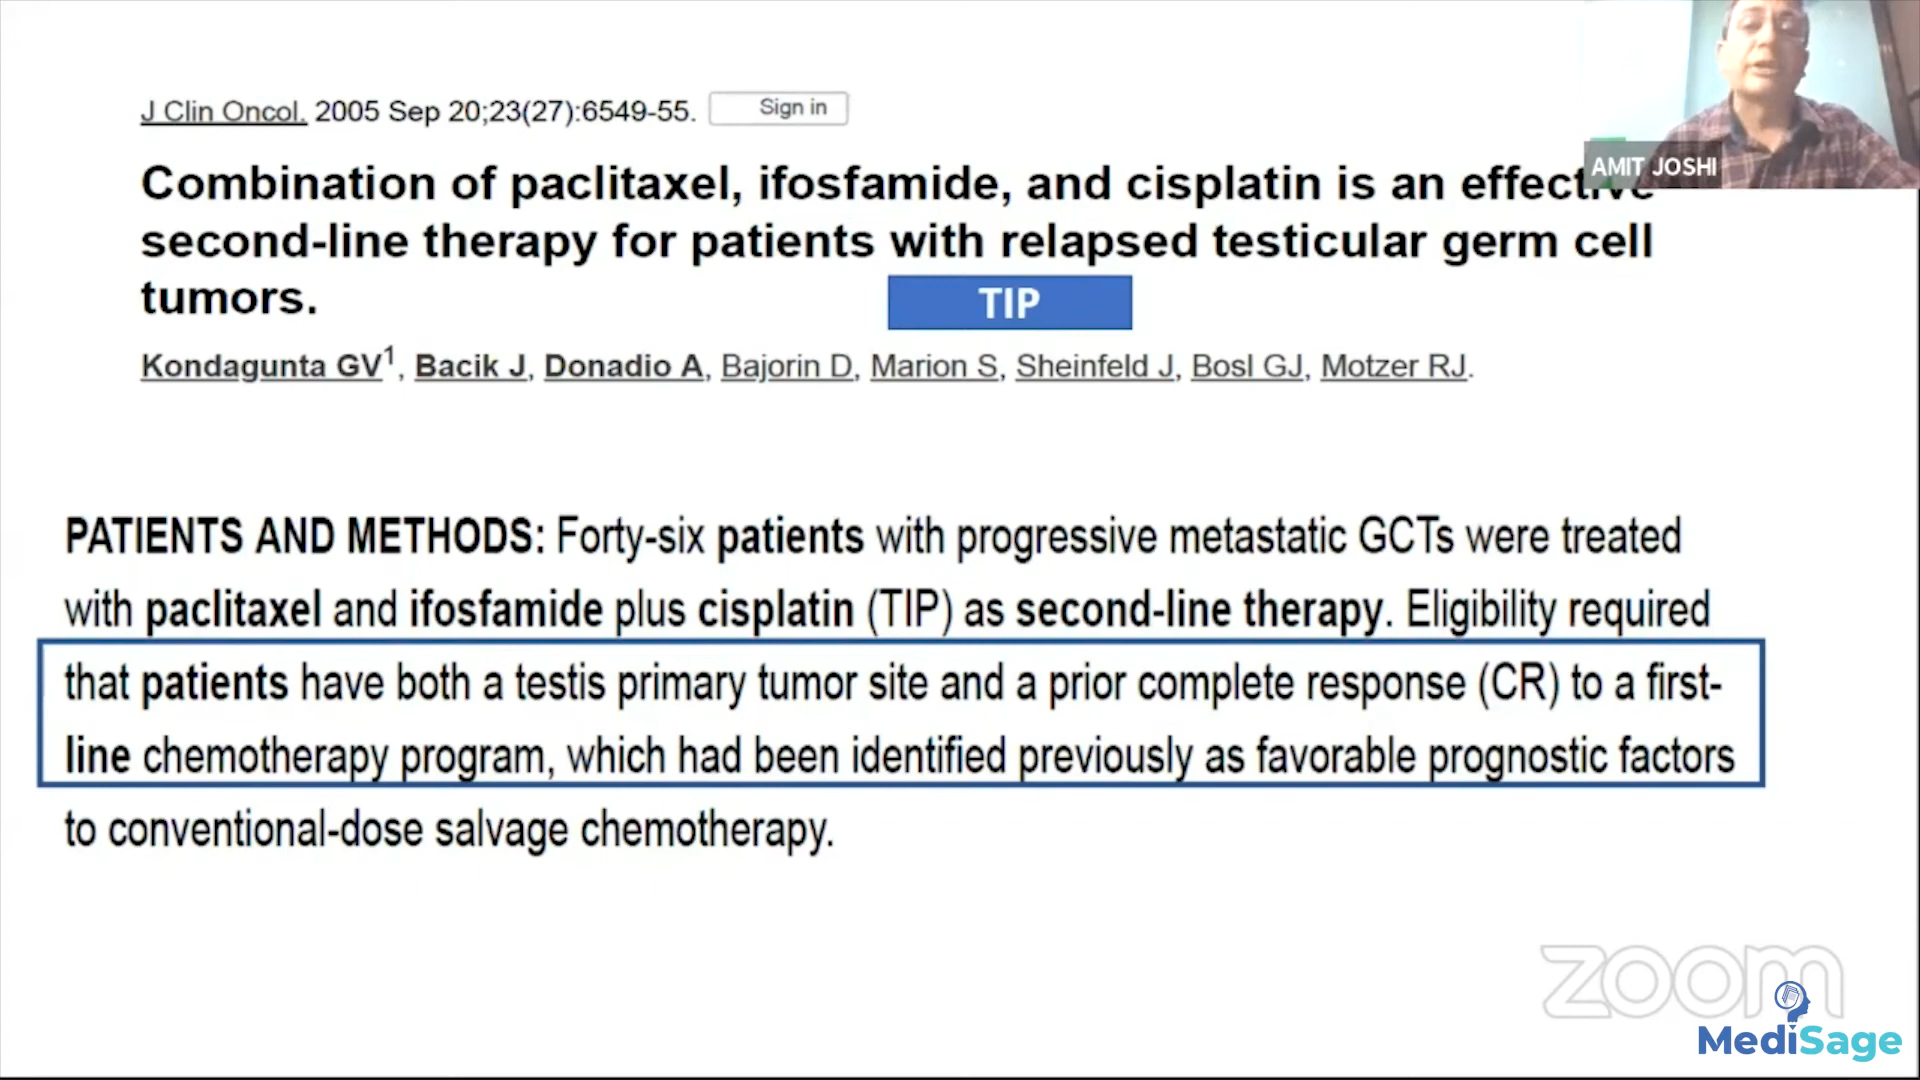 J Clin Oncol. 2005 Sep 20;23(27):6549-55. Sign in
Combination of paclitaxel, ifosfamide, and cisplatin is an effective
second-line therapy for patients with relapsed testicular germ cell
tumors.
TIP
Kondagunta GV1, Bacik J, Donadio A, Bajorin D, Marion S, Sheinfeld J, Bosl GJ, Motzer RJ.
AMIT JOSHI
PATIENTS AND METHODS: Forty-six patients with progressive metastatic GCTs were treated
with paclitaxel and ifosfamide plus cisplatin (TIP) as second-line therapy. Eligibility required
that patients have both a testis primary tumor site and a prior complete response (CR) to a first-
line chemotherapy program, which had been identified previously as favorable prognostic factors
to conventional-dose salvage chemotherapy.
zoom
MediSage